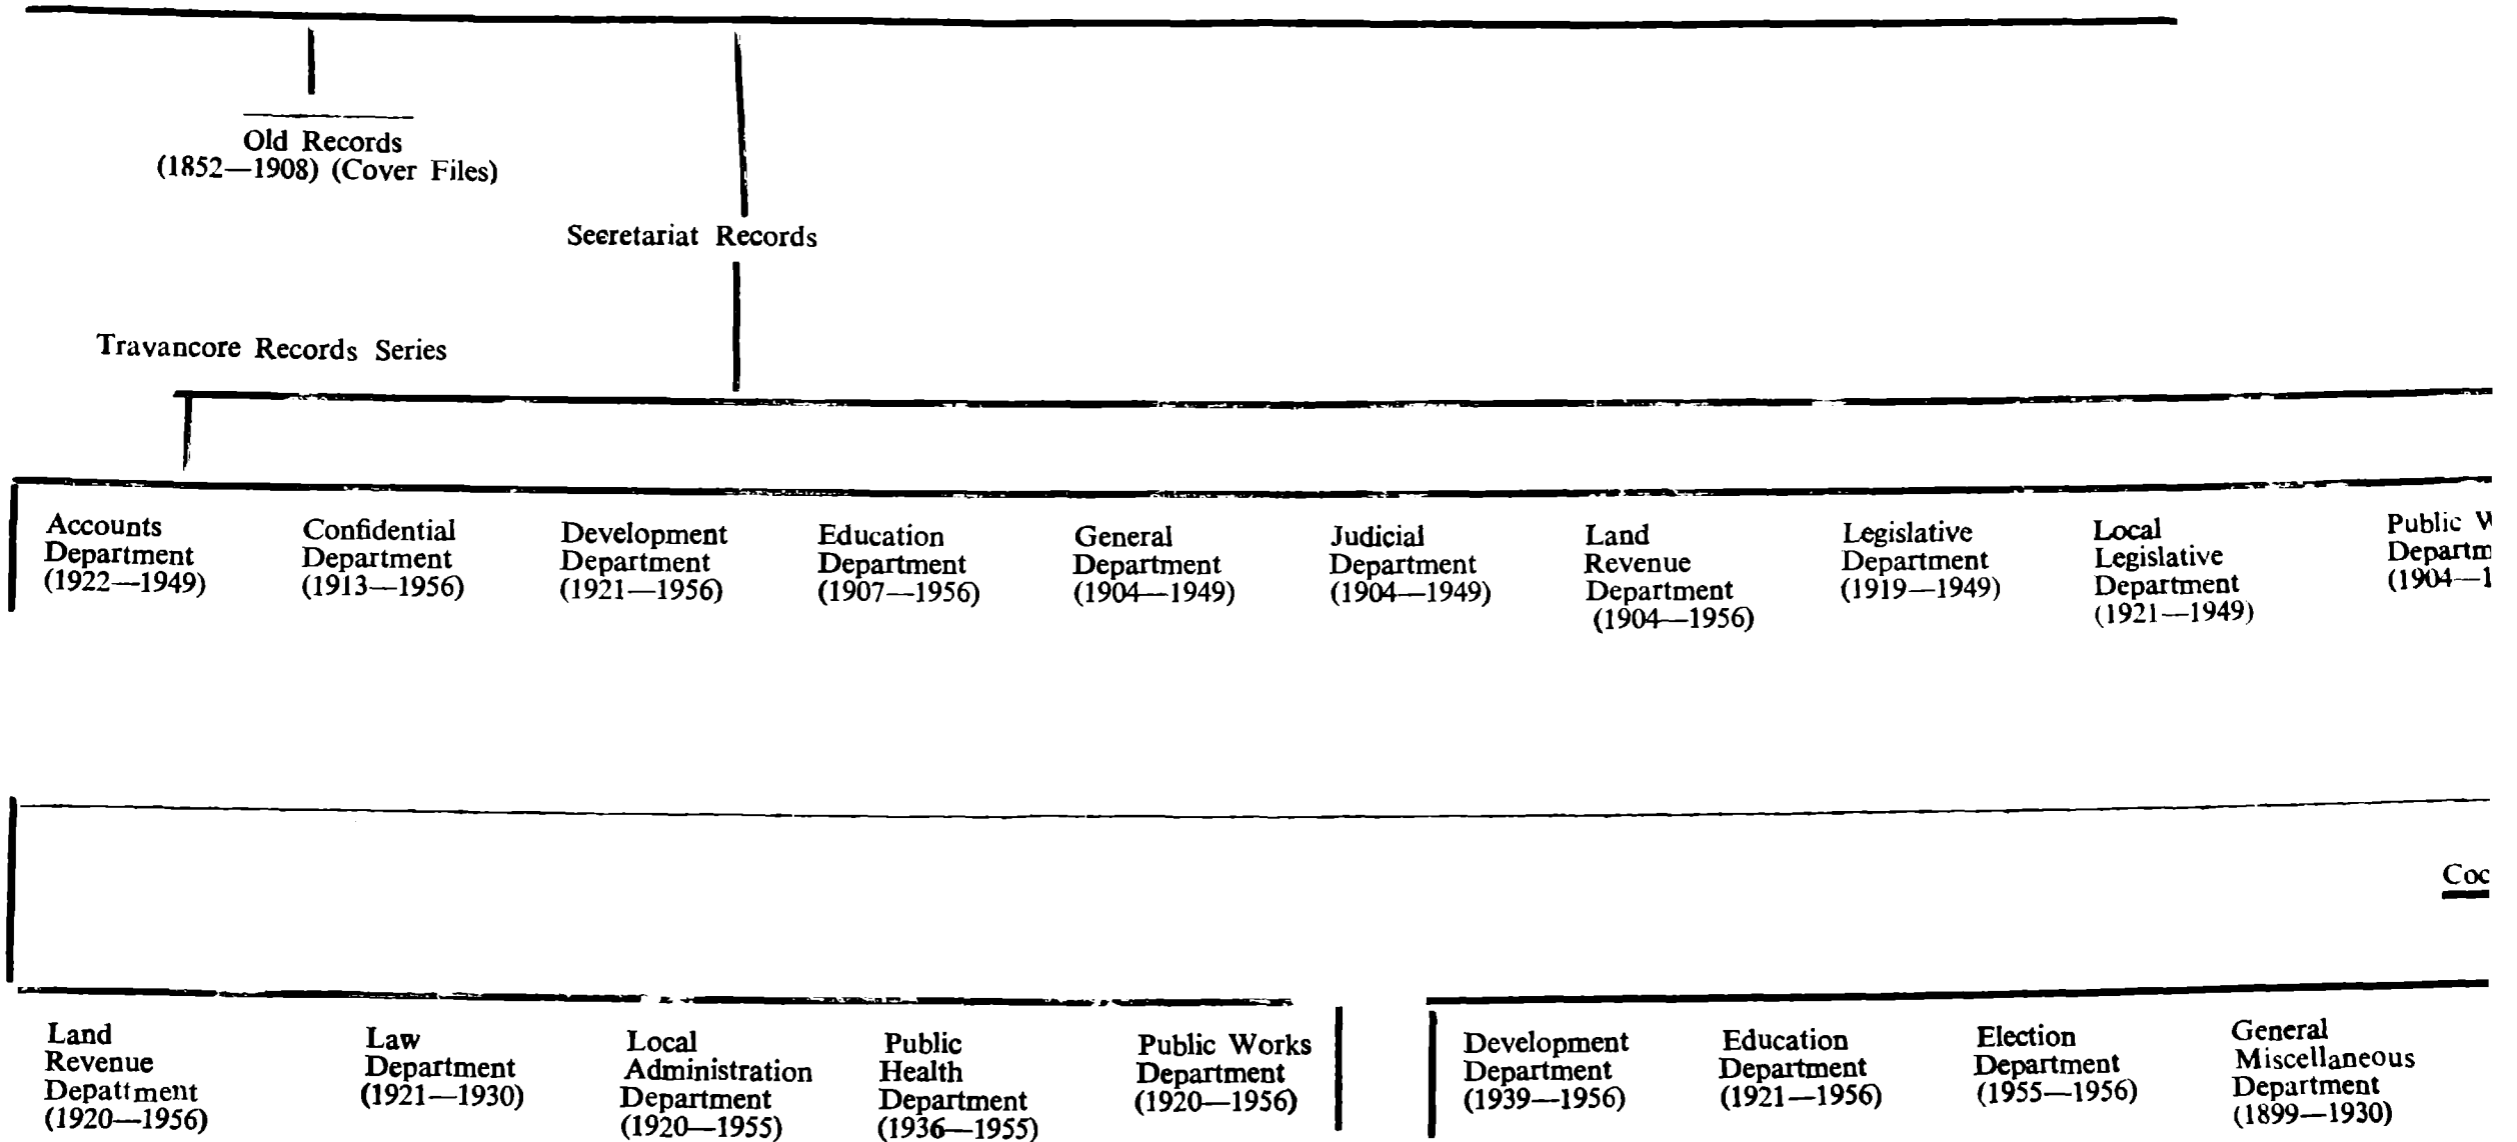 Old Records
(1852—1908) (Cover Files)
Secretariat Records
Travancore Records Series
Accounts
Department
(1922—1949)
Confidential
Department
(1913—1956)
Development
Department
(1921—1956)
Education
Department
(1907—1956)
General
Department
(1904—1949)
Judicial
Department
(1904—1949)
Land
Revenue
Department
(1904—1956)
Legislative
Department
(1919—1949)
Local
Legislative
Department
(1921—1949)
Public
(1904—1
Land
Revenue
Depattment
(1920—1956)
Law
Department
(1921—1930)
Local
Administration
Department
(1920—1955)
Public
Health
Department
(1936—1955)
Public Works
Department
(1920—1956)
Development
Department
(1939—1956)
Education
Department
(1921—1956)
Election
Department
(1955—1956)
General
Miscellaneous
Department
(1899—1930)